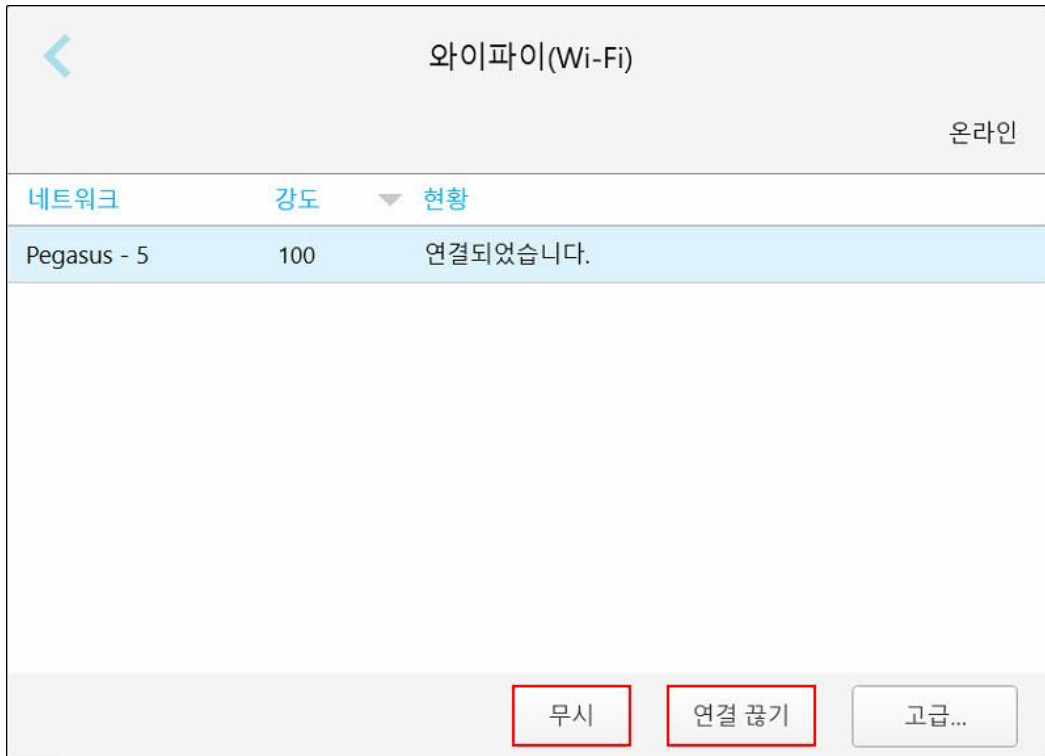 와이파이(Wi-Fi)
온라인
네트워크 강도 현황
Pegasus - 5 100 연결되었습니다.
무시 연결 끊기 고급...